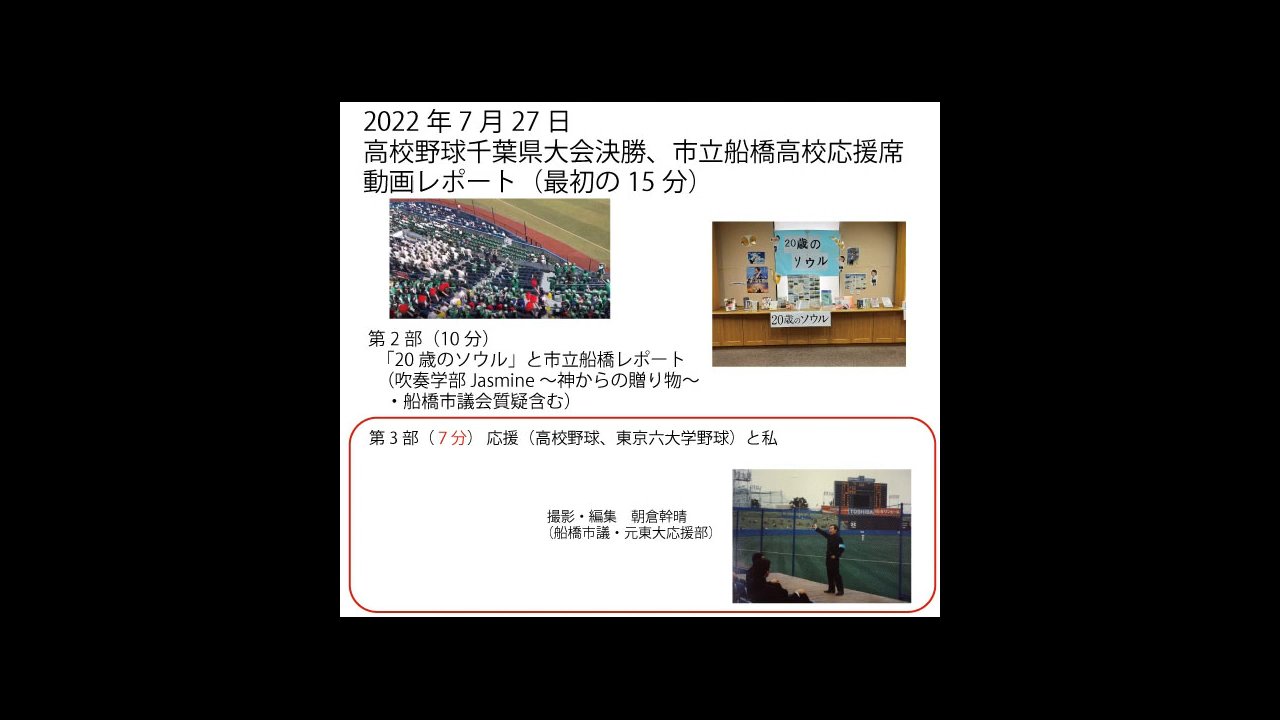 2022 年 7 月 27 日
高校野球千葉県大会決勝、市立船橋高校応援席
動画レポート（最初の 15 分）
20歳の
ソウル
20歳のソウル
第 2 部（10 分）
「20 歳のソウル」と市立船橋レポート
（吹奏学部 Jasmine ～神からの贈り物～
・船橋市議会質疑含む）
第 3 部（７分） 応援（高校野球、東京六大学野球）と私
TOSHIBA
撮影・編集　朝倉幹晴
（船橋市議・元東大応援部）